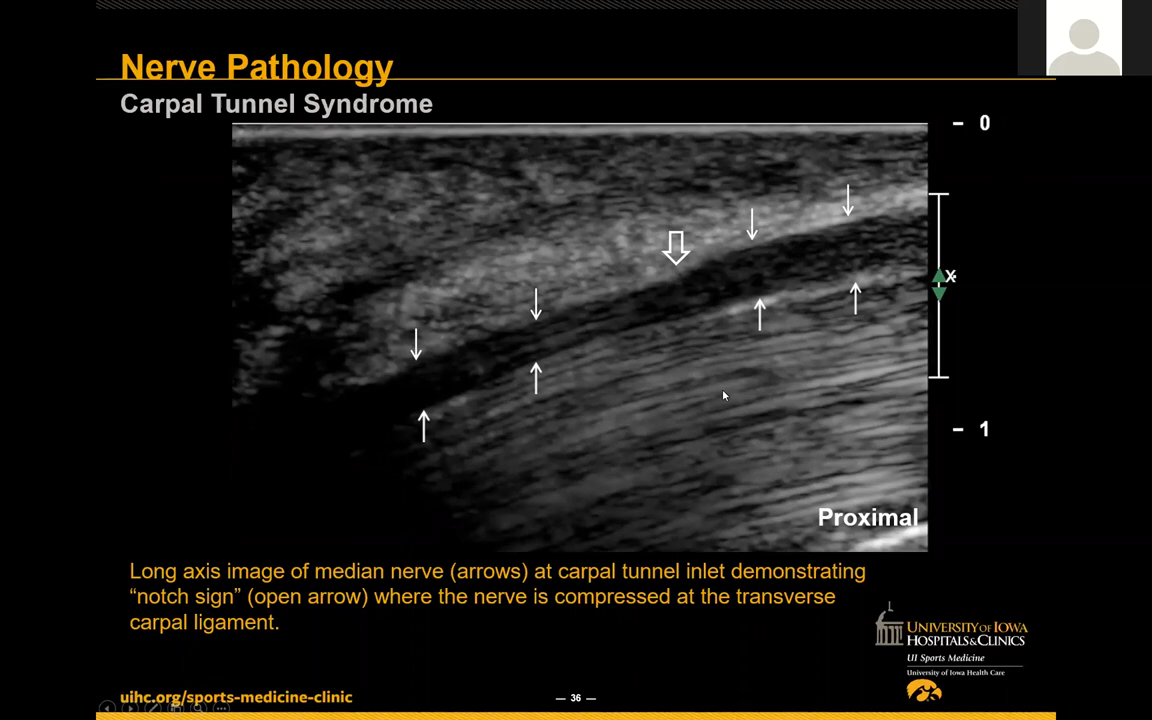 Nerve Pathology
Carpal Tunnel Syndrome
- 0
x
- 1
Proximal
Long axis image of median nerve (arrows) at carpal tunnel inlet demonstrating
“notch sign” (open arrow) where the nerve is compressed at the transverse
carpal ligament.
UNIVERSITY OF IOWA
HOSPITALS & CLINICS
UI Sports Medicine
University of Iowa Health Care
uihc.org/sports-medicine-clinic
— 36 —